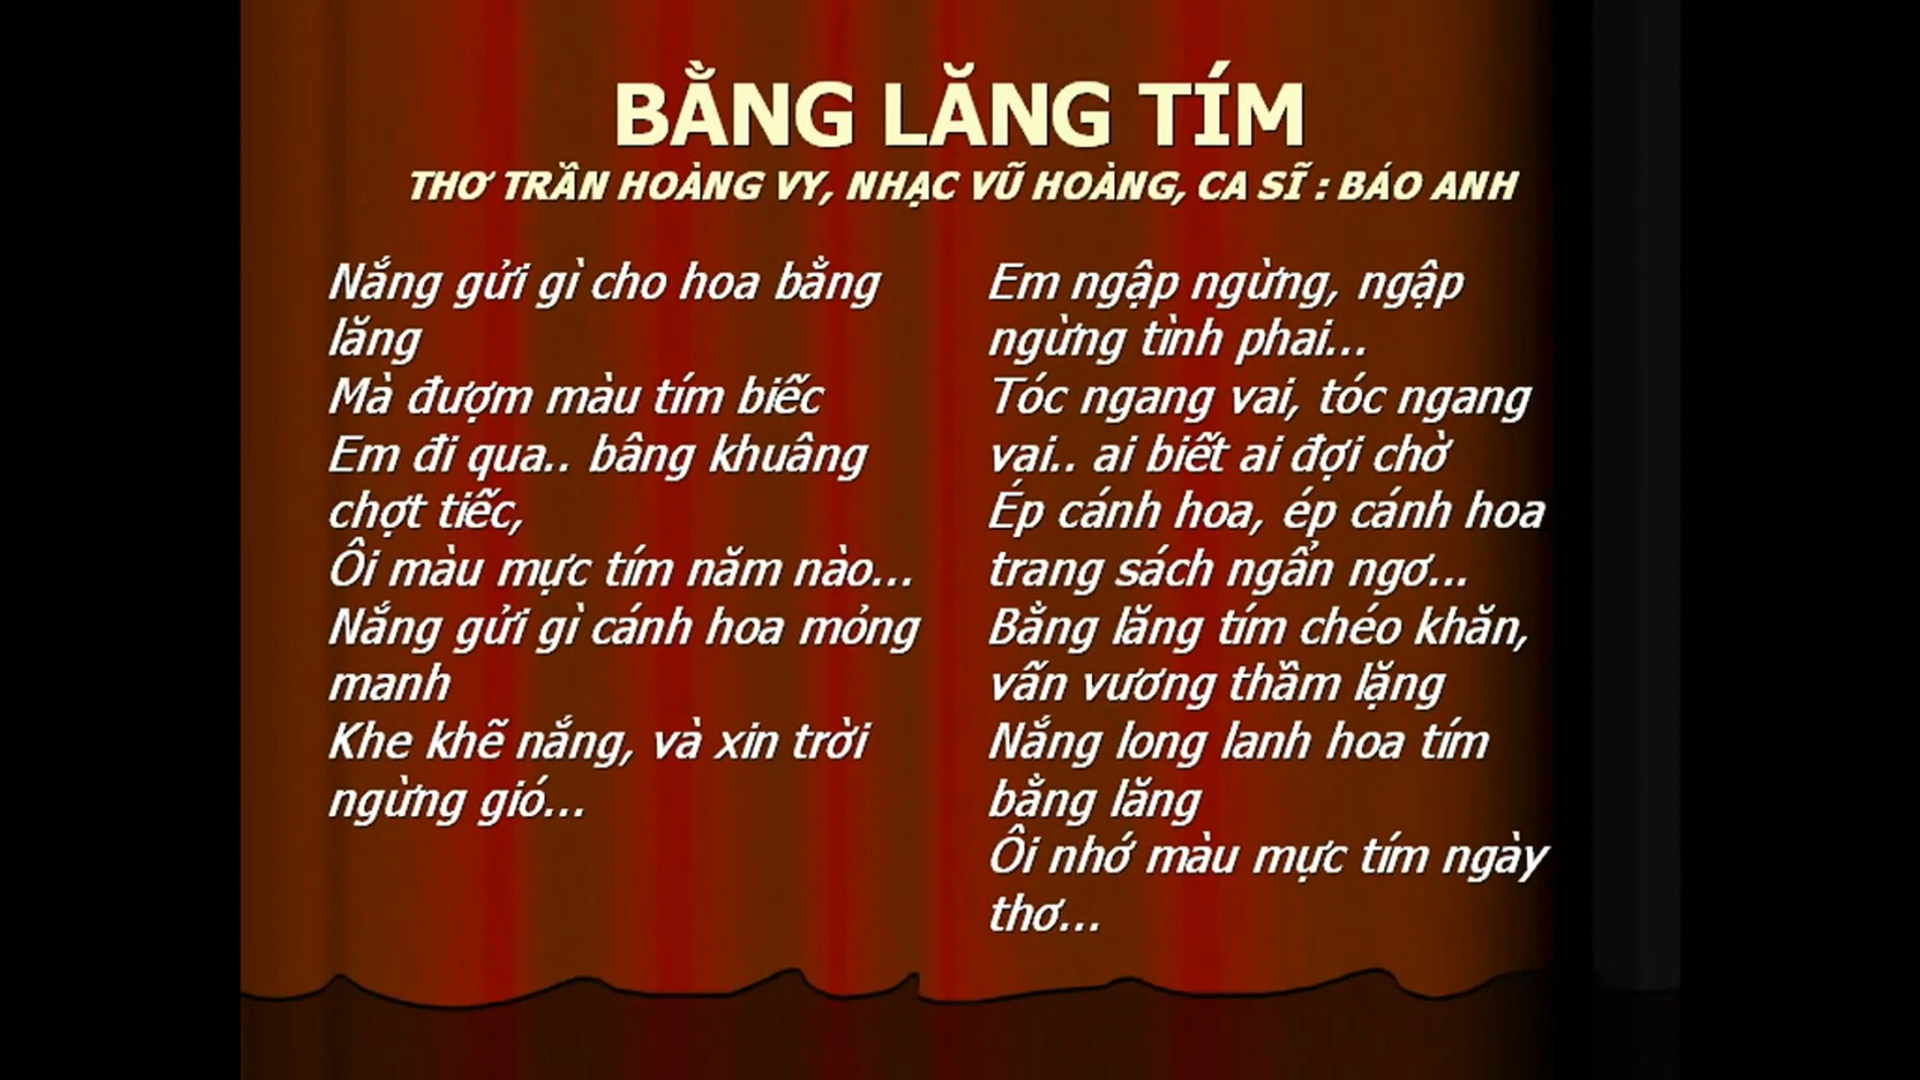 BẰNG LĂNG TÍM
THƠ TRẦN HOÀNG VY, NHẠC VŨ HOÀNG, CA SĨ : BÁO ANH
Nắng gửi gì cho hoa bằng
lăng
Mà đượm màu tím biếc
Em đi qua.. bâng khuâng
chợt tiếc,
Ôi màu mực tím năm nào...
Nắng gửi gì cánh hoa mỏng
manh
Khe khẽ nắng, và xin trời
ngừng gió...
Em ngập ngừng, ngập
ngừng tình phai...
Tóc ngang vai, tóc ngang
vai.. ai biết ai đợi chờ
Ép cánh hoa, ép cánh hoa
trang sách ngẩn ngơ...
Bằng lăng tím chéo khăn,
vẫn vương thầm lặng
Nắng long lanh hoa tím
bằng lăng
Ôi nhớ màu mực tím ngày
thơ...